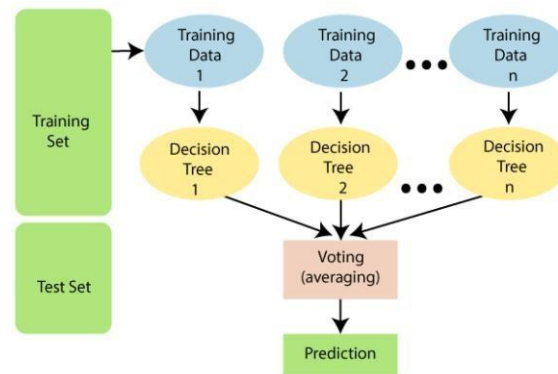 Training
Set
Training
Data
1
Training
Data
2
Training
Data
n
Decision
Tree
1
Decision
Tree
2
Decision
Tree
n
Test Set
Voting
(averaging)
Prediction